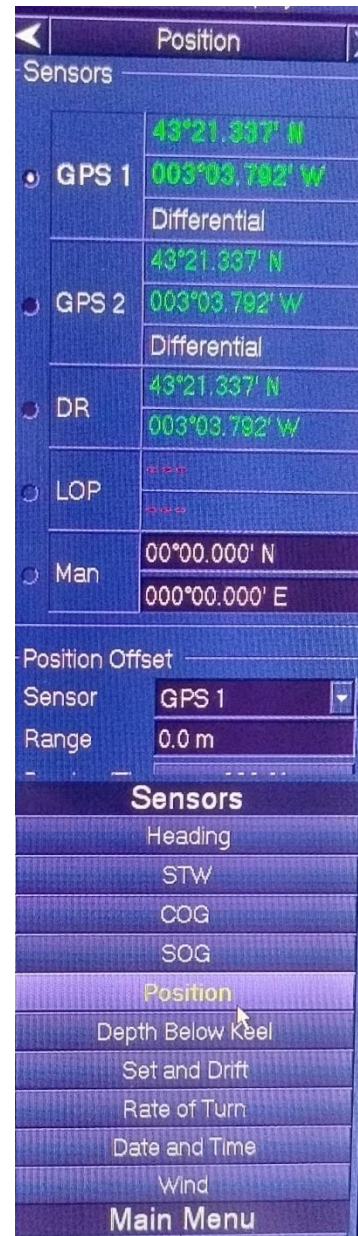 Position
Sensors
43°21.337' N
GPS 1 003°03.792' W
Differential
43°21.337' N
GPS 2 003°03.792' W
Differential
43°21.337' N
DR
003°03.792' W
---
LOP
---
00°00.000' N
Man
000°00.000' E
Position Offset
Sensor GPS 1
Range 0.0 m
Sensors
Heading
STW
COG
SOG
Position
Depth Below Keel
Set and Drift
Rate of Turn
Date and Time
Wind
Main Menu